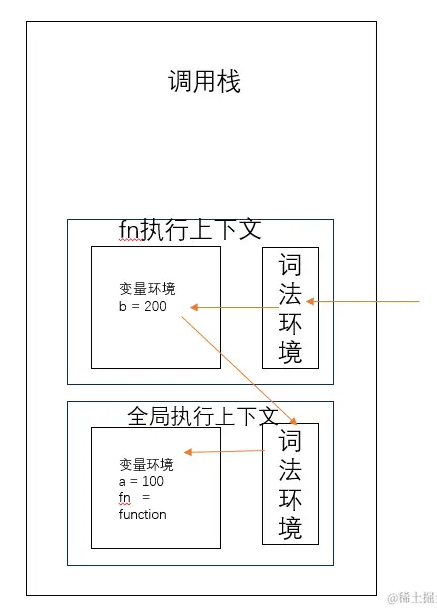 调用栈
fn执行上下文
变量环境
b = 200
词
法
环
境
全局执行上下文
变量环境
a = 100
fn = 
function
词
法
环
境
@稀土掘